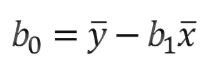 b₀ = ȳ − b₁x̄